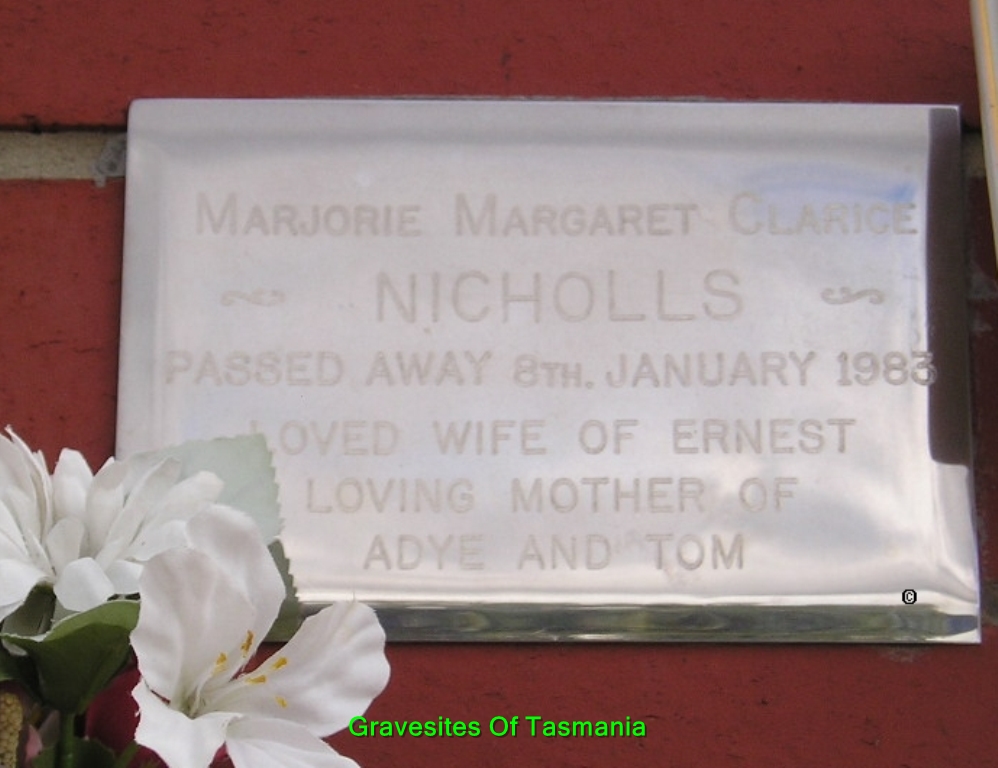 Marjorie Margaret Clarice
NICHOLLS
PASSED AWAY 8TH. JANUARY 1983
LOVED WIFE OF ERNEST
LOVING MOTHER OF
ADYE AND TOM
©
Gravesites Of Tasmania